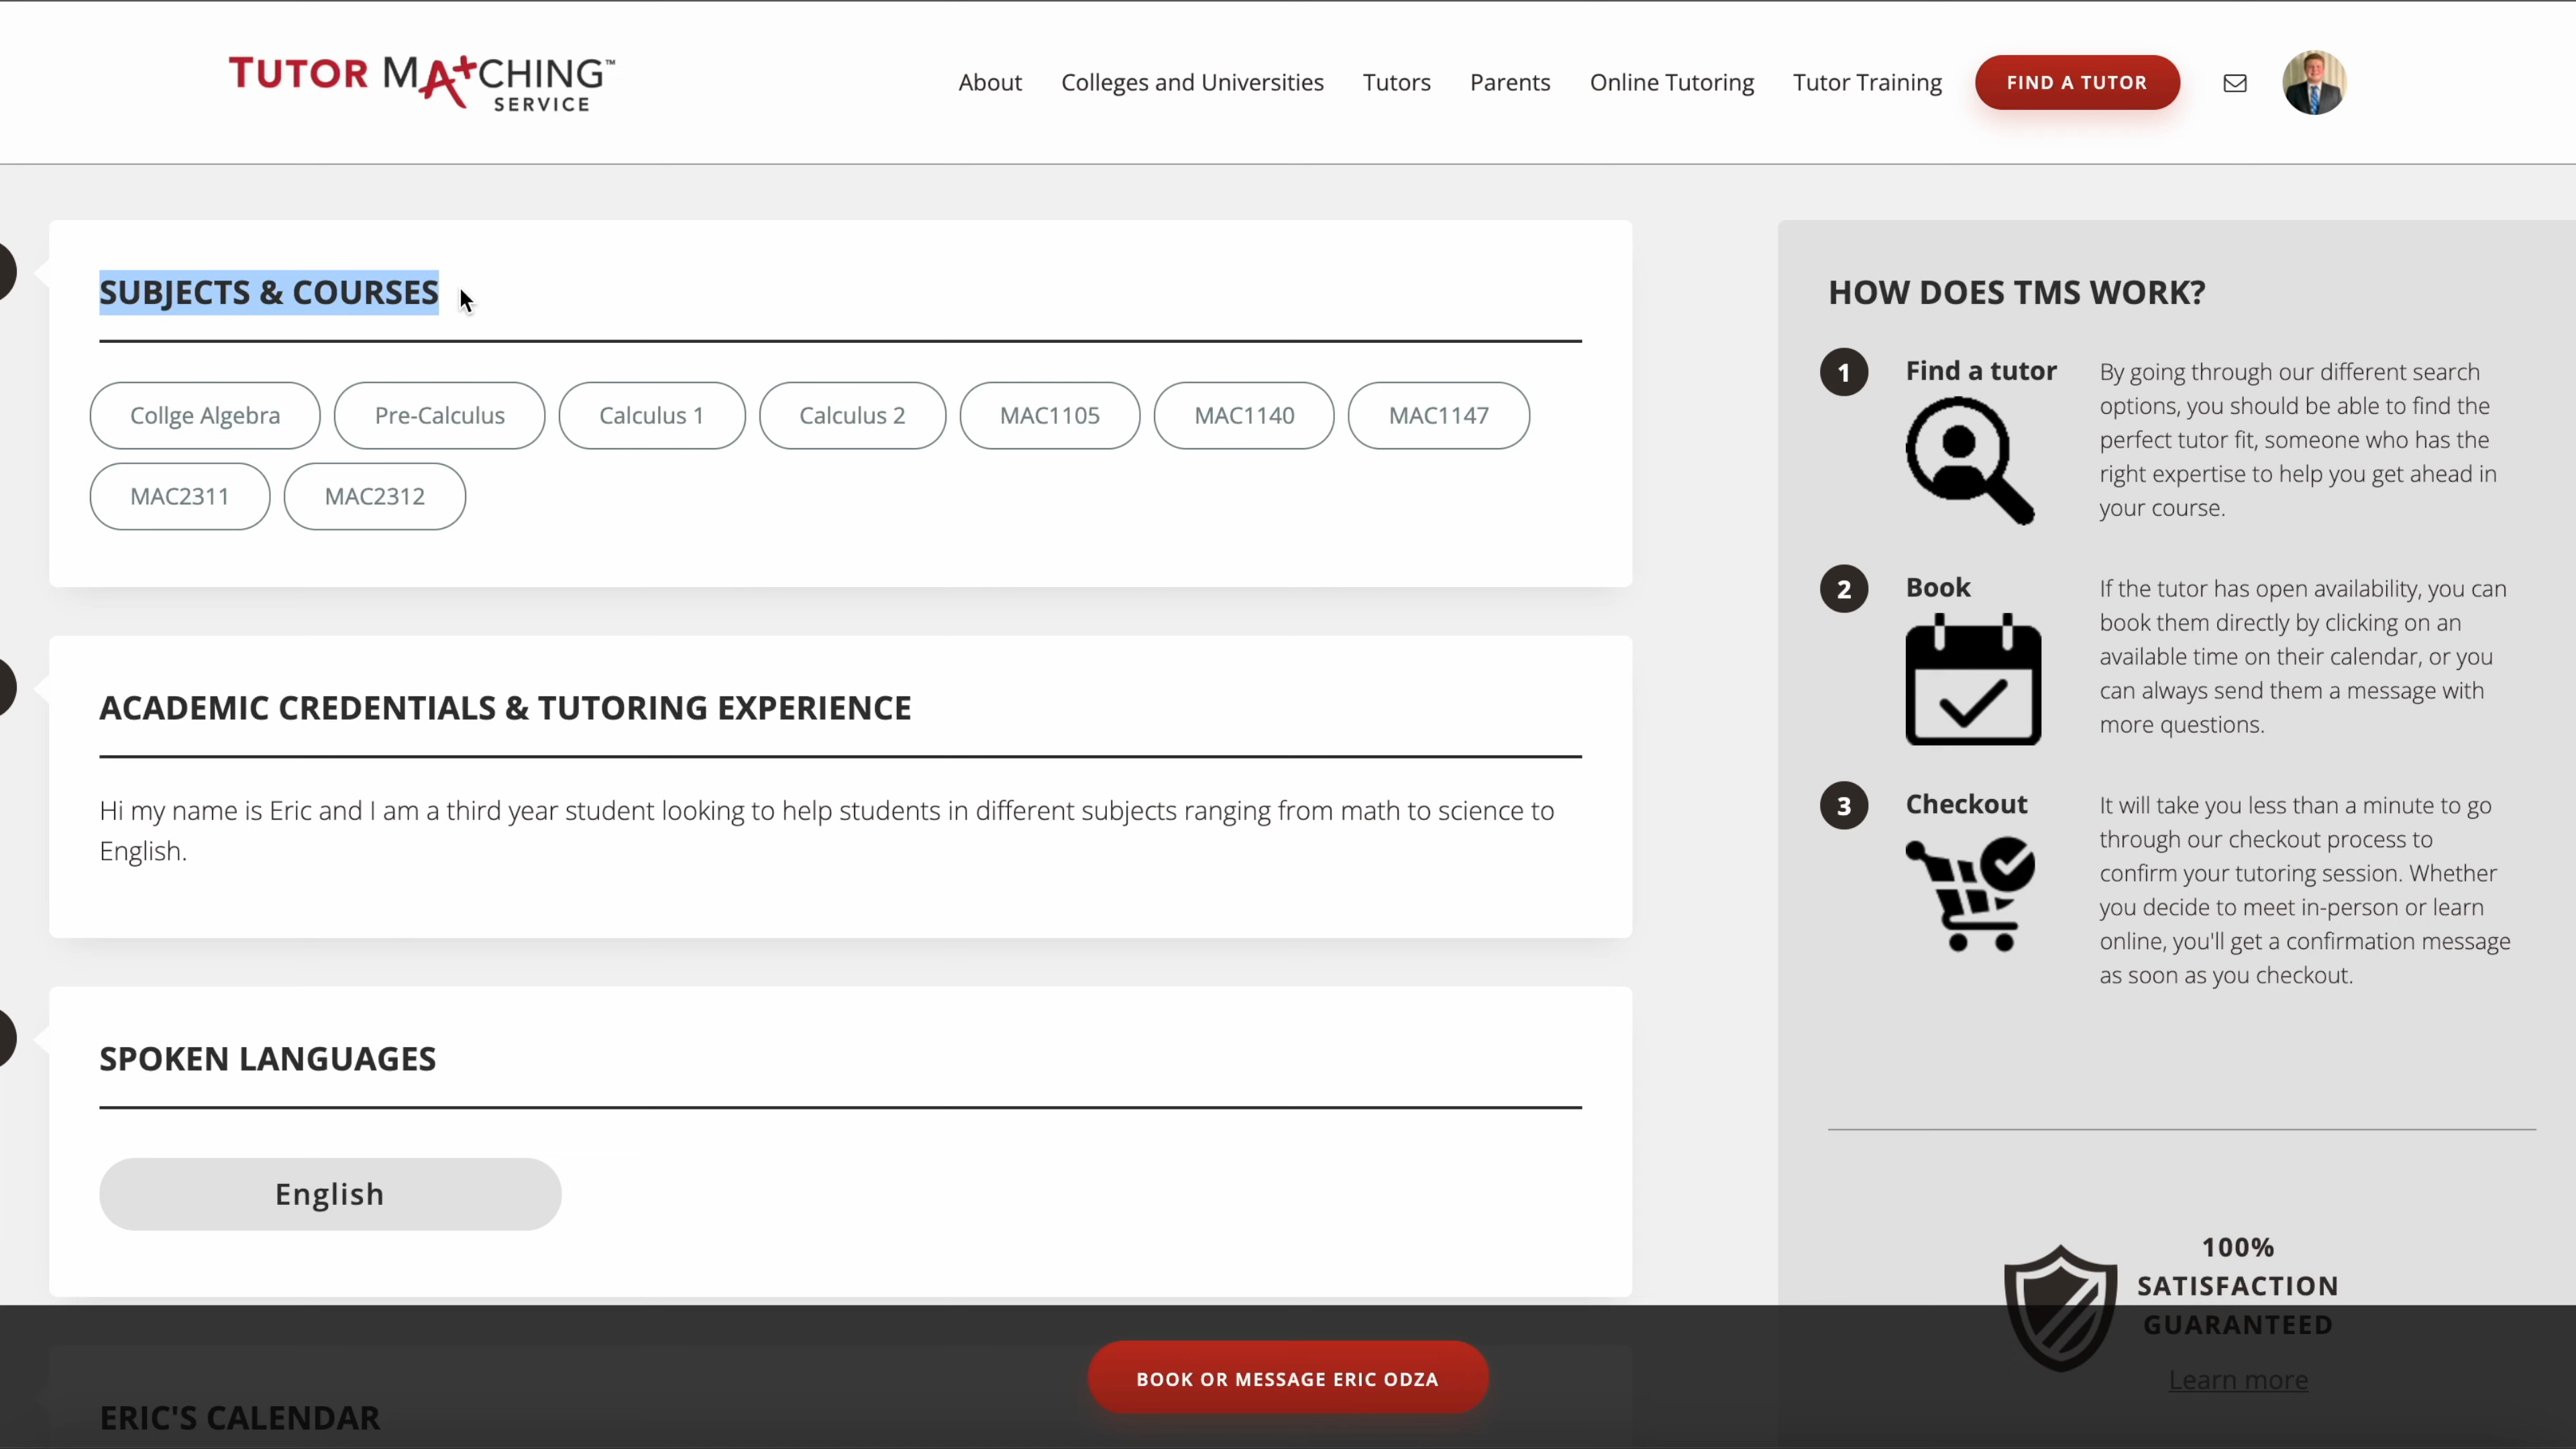 TUTOR MA+CHING™
SERVICE
About Colleges and Universities Tutors Parents Online Tutoring Tutor Training FIND A TUTOR
SUBJECTS & COURSES
Collge Algebra Pre-Calculus Calculus 1 Calculus 2 MAC1105 MAC1140 MAC1147
MAC2311 MAC2312
ACADEMIC CREDENTIALS & TUTORING EXPERIENCE
Hi my name is Eric and I am a third year student looking to help students in different subjects ranging from math to science to
English.
SPOKEN LANGUAGES
English
ERIC'S CALENDAR
BOOK OR MESSAGE ERIC ODZA
HOW DOES TMS WORK?
1 Find a tutor
By going through our different search
options, you should be able to find the
perfect tutor fit, someone who has the
right expertise to help you get ahead in
your course.
2 Book
If the tutor has open availability, you can
book them directly by clicking on an
available time on their calendar, or you
can always send them a message with
more questions.
3 Checkout
It will take you less than a minute to go
through our checkout process to
confirm your tutoring session. Whether
you decide to meet in-person or learn
online, you'll get a confirmation message
as soon as you checkout.
100%
SATISFACTION
GUARANTEED
Learn more